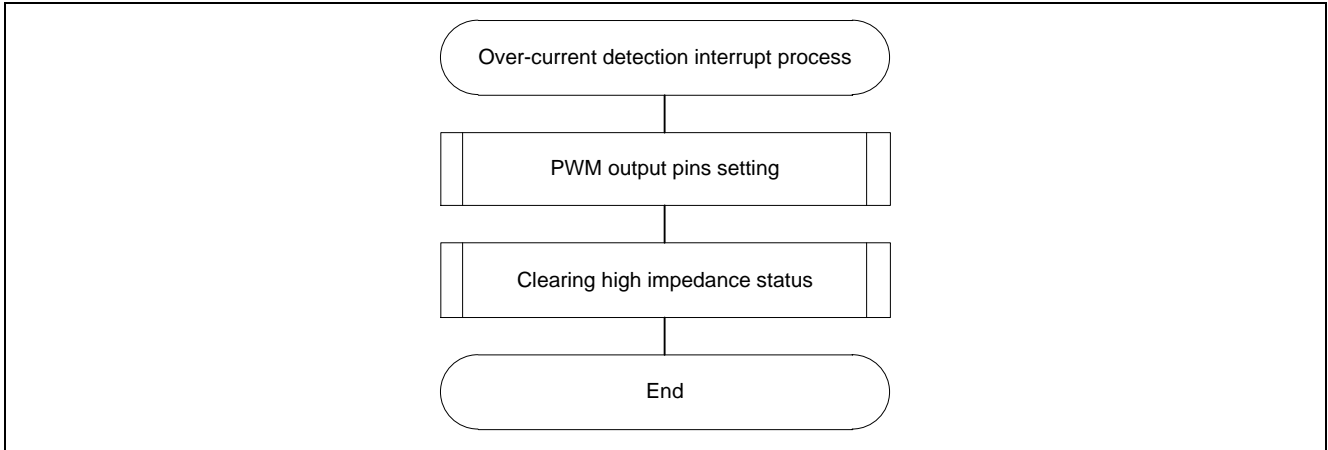 Over-current detection interrupt process
PWM output pins setting
Clearing high impedance status
End